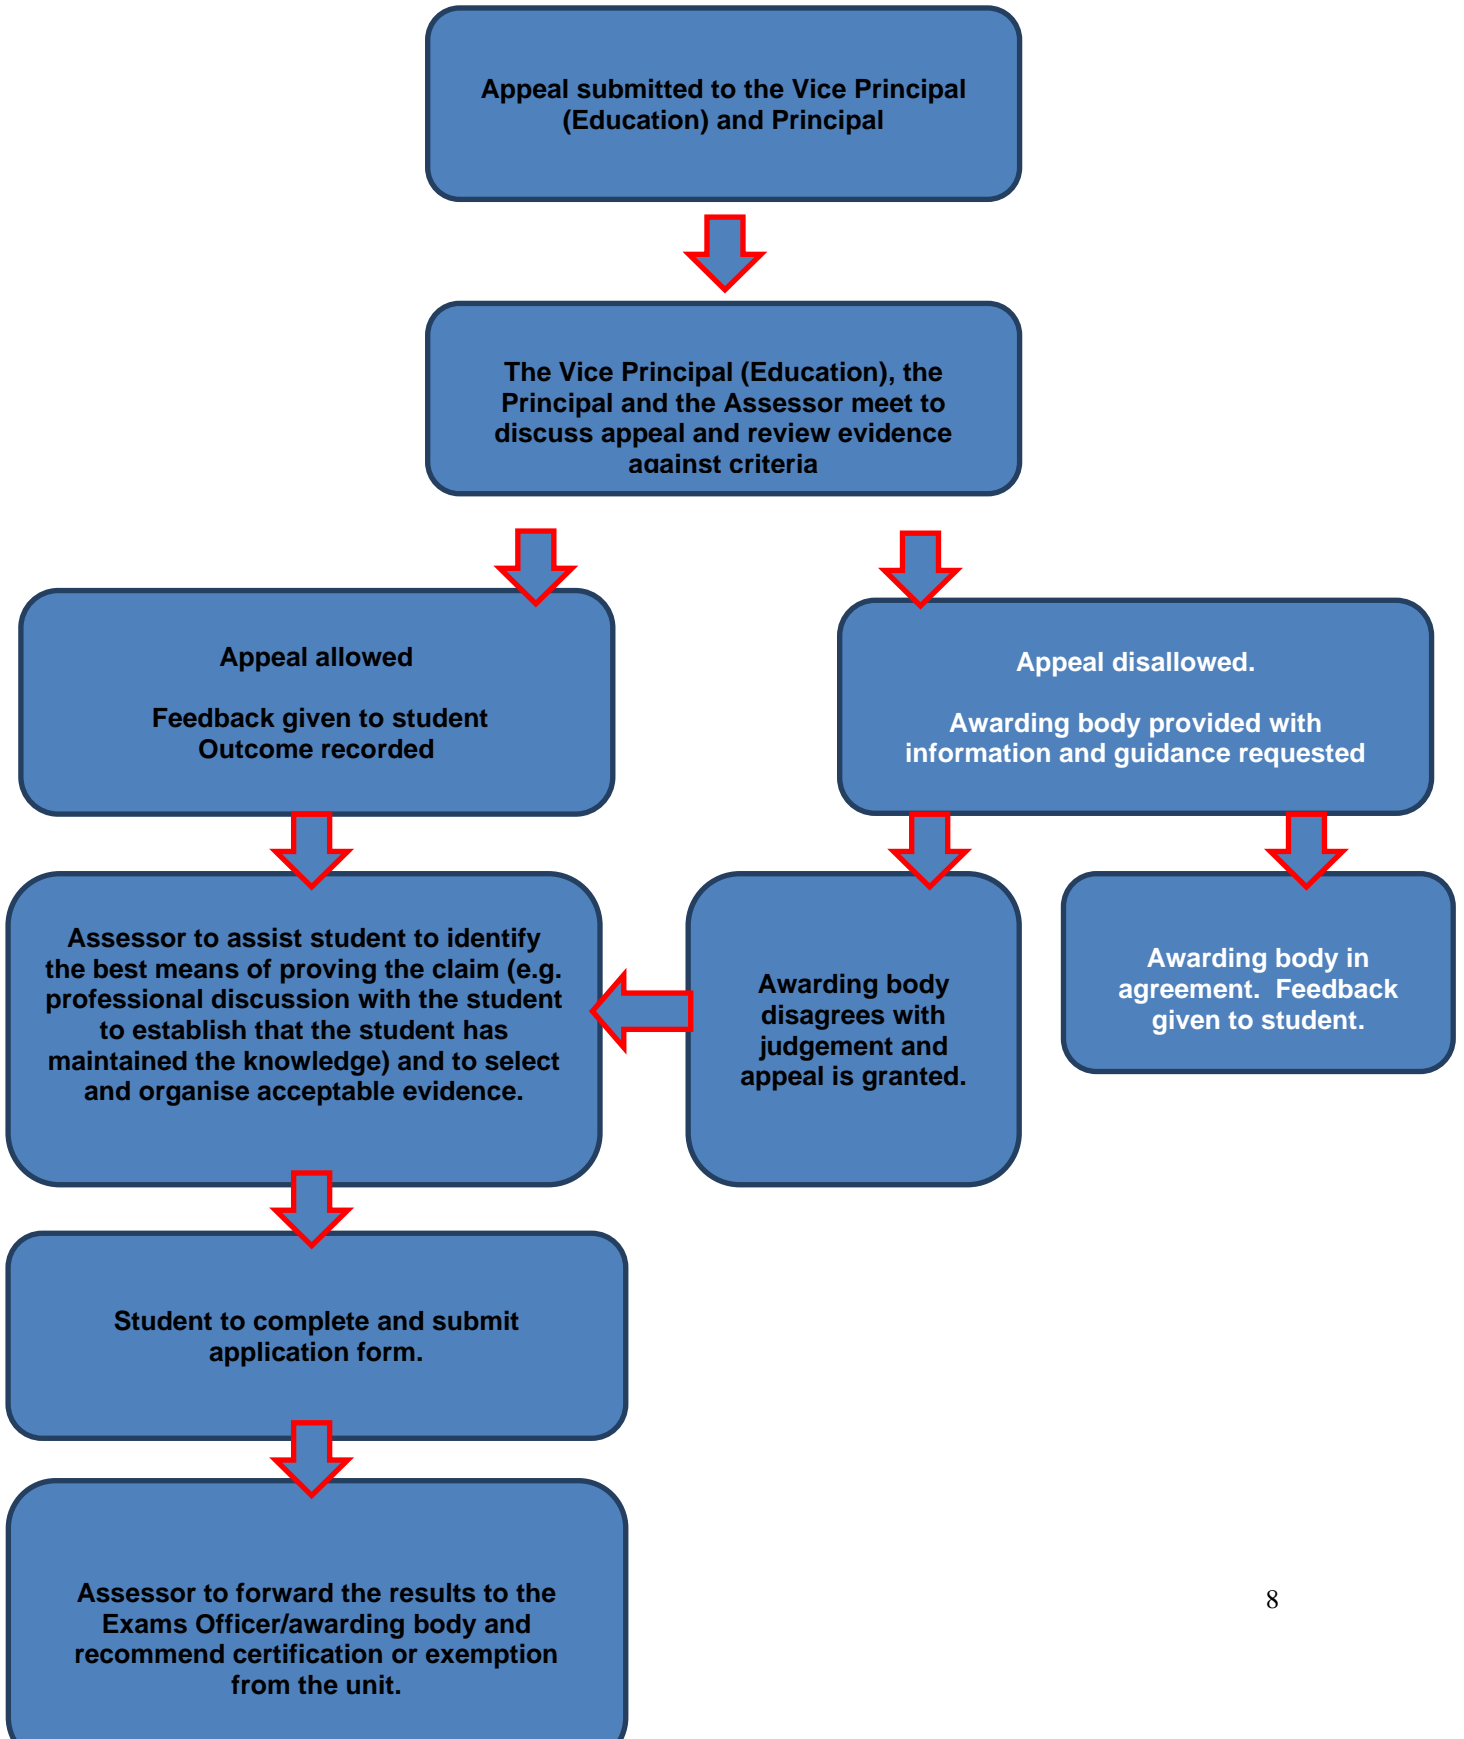 Appeal submitted to the Vice Principal
(Education) and Principal
The Vice Principal (Education), the
Principal and the Assessor meet to
discuss appeal and review evidence
against criteria
Appeal allowed
Feedback given to student
Outcome recorded
Appeal disallowed.
Awarding body provided with
information and guidance requested
Assessor to assist student to identify
the best means of proving the claim (e.g.
professional discussion with the student
to establish that the student has
maintained the knowledge) and to select
and organise acceptable evidence.
Awarding body
disagrees with
judgement and
appeal is granted.
Awarding body in
agreement.  Feedback
given to student.
Student to complete and submit
application form.
Assessor to forward the results to the
Exams Officer/awarding body and
recommend certification or exemption
from the unit.
8